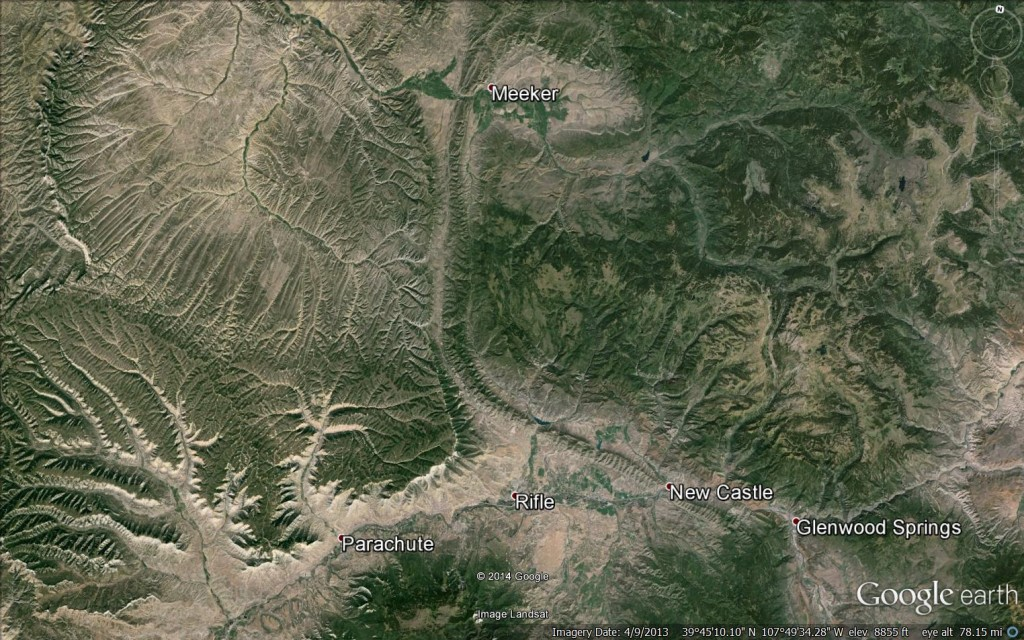 N
Meeker
New Castle
Rifle
Glenwood Springs
Parachute
© 2014 Google
Image Landsat
Google earth
Imagery Date: 4/9/2013 39°45'10.10" N 107°49'34.28" W elev 8855 ft eye alt 78.15 mi